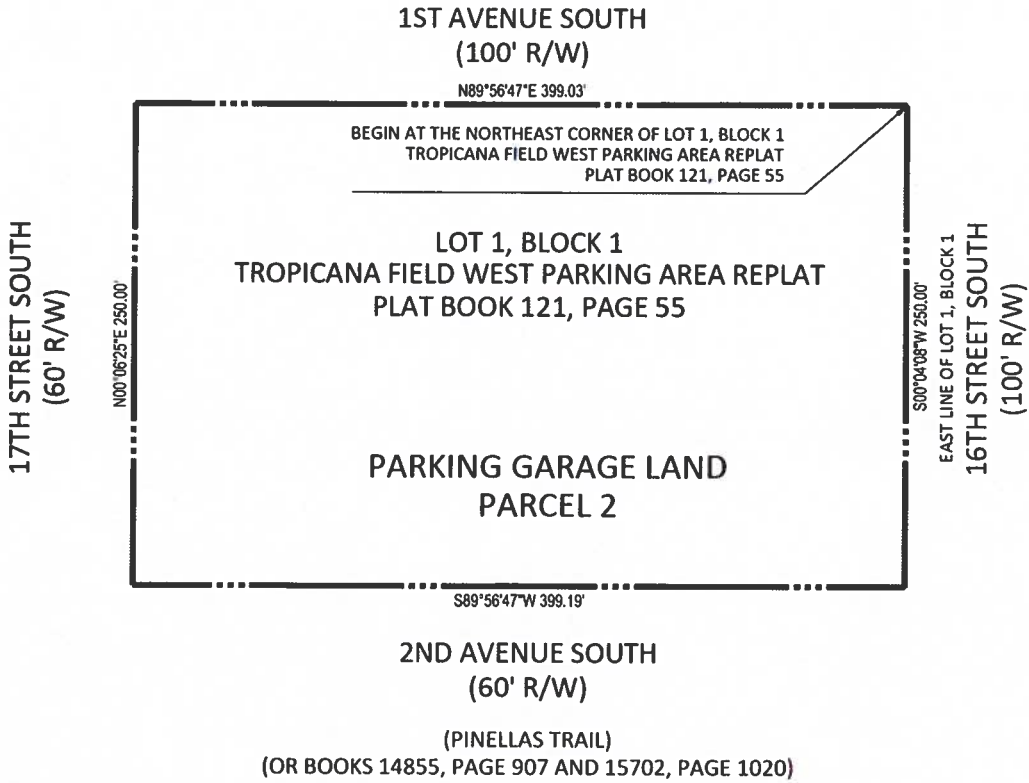 1ST AVENUE SOUTH
(100' R/W)
N89°56'47"E 399.03'
BEGIN AT THE NORTHEAST CORNER OF LOT 1, BLOCK 1
TROPICANA FIELD WEST PARKING AREA REPLAT
PLAT BOOK 121, PAGE 55
LOT 1, BLOCK 1
TROPICANA FIELD WEST PARKING AREA REPLAT
PLAT BOOK 121, PAGE 55
17TH STREET SOUTH
(60' R/W)
N00°06'25"E 250.00'
S00°04'08"W 250.00'
EAST LINE OF LOT 1, BLOCK 1
16TH STREET SOUTH
(100' R/W)
PARKING GARAGE LAND
PARCEL 2
S89°56'47"W 399.19'
2ND AVENUE SOUTH
(60' R/W)
(PINELLAS TRAIL)
(OR BOOKS 14855, PAGE 907 AND 15702, PAGE 1020)